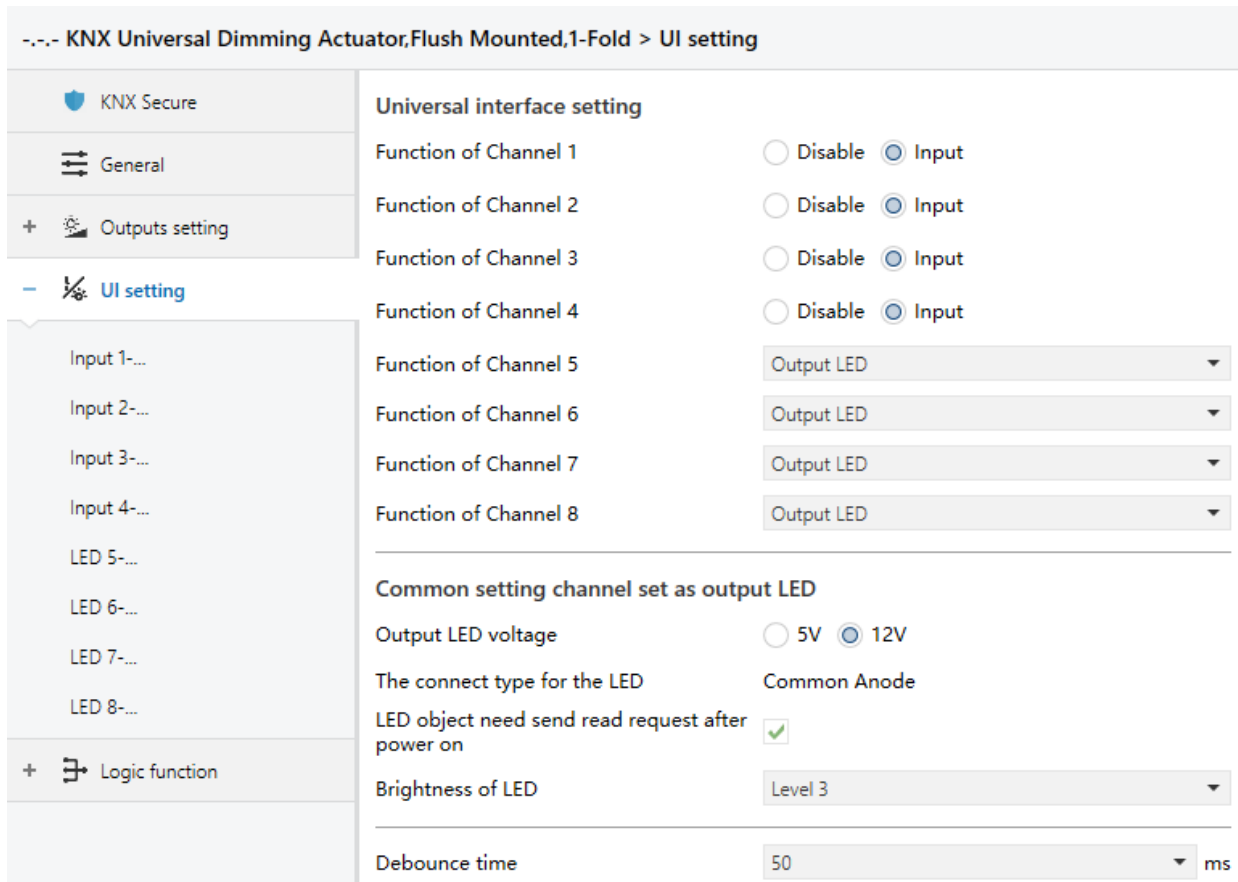 -.-.- KNX Universal Dimming Actuator,Flush Mounted,1-Fold > UI setting
KNX Secure
General
+ Outputs setting
− UI setting
Input 1-...
Input 2-...
Input 3-...
Input 4-...
LED 5-...
LED 6-...
LED 7-...
LED 8-...
+ Logic function
Universal interface setting
Function of Channel 1 Disable Input
Function of Channel 2 Disable Input
Function of Channel 3 Disable Input
Function of Channel 4 Disable Input
Function of Channel 5 Output LED
Function of Channel 6 Output LED
Function of Channel 7 Output LED
Function of Channel 8 Output LED
Common setting channel set as output LED
Output LED voltage 5V 12V
The connect type for the LED Common Anode
LED object need send read request after
power on
Brightness of LED Level 3
Debounce time 50 ms